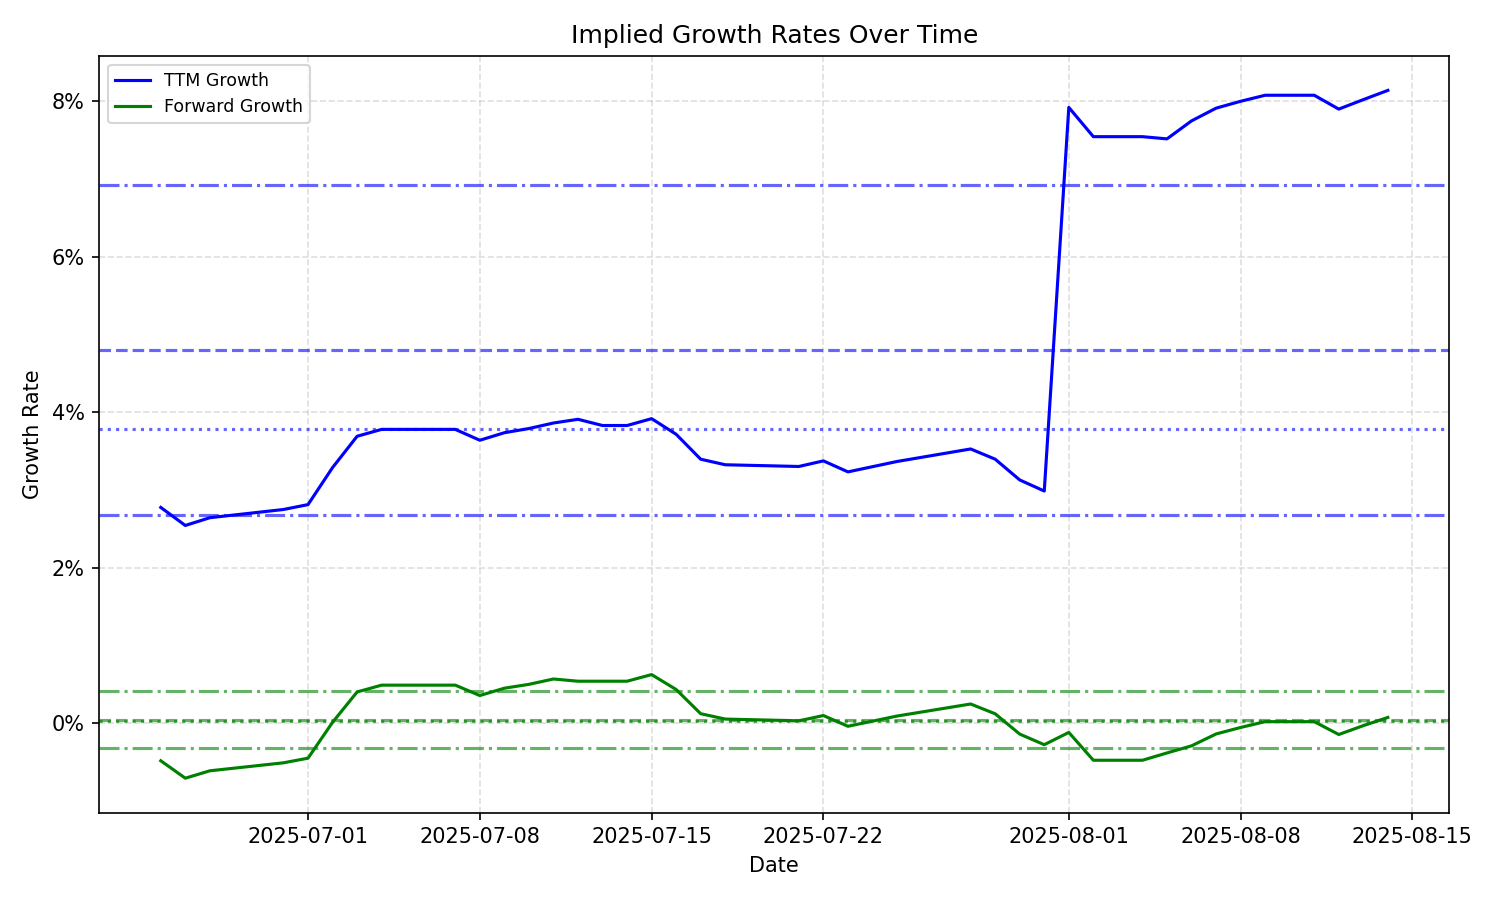 Implied Growth Rates Over Time
TTM Growth
Forward Growth
8%
6%
4%
2%
0%
Growth Rate
2025-07-01
2025-07-08
2025-07-15
2025-07-22
2025-08-01
2025-08-08
2025-08-15
Date